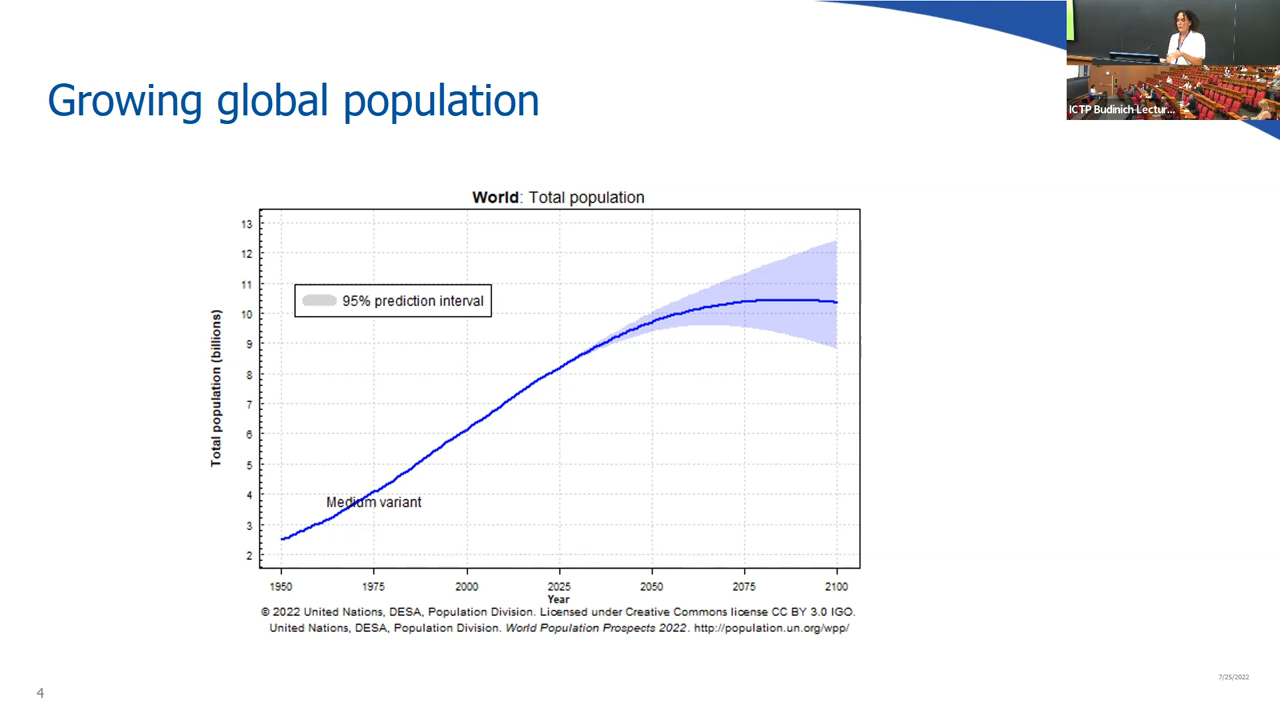 Growing global population
ICTP Budinich Lectur...
World: Total population
13
12
11
10
9
8
7
6
5
4
3
2
Total population (billions)
95% prediction interval
Medium variant
1950 1975 2000 2025 2050 2075 2100
Year
© 2022 United Nations, DESA, Population Division. Licensed under Creative Commons license CC BY 3.0 IGO.
United Nations, DESA, Population Division. World Population Prospects 2022. http://population.un.org/wpp/
7/25/2022
4